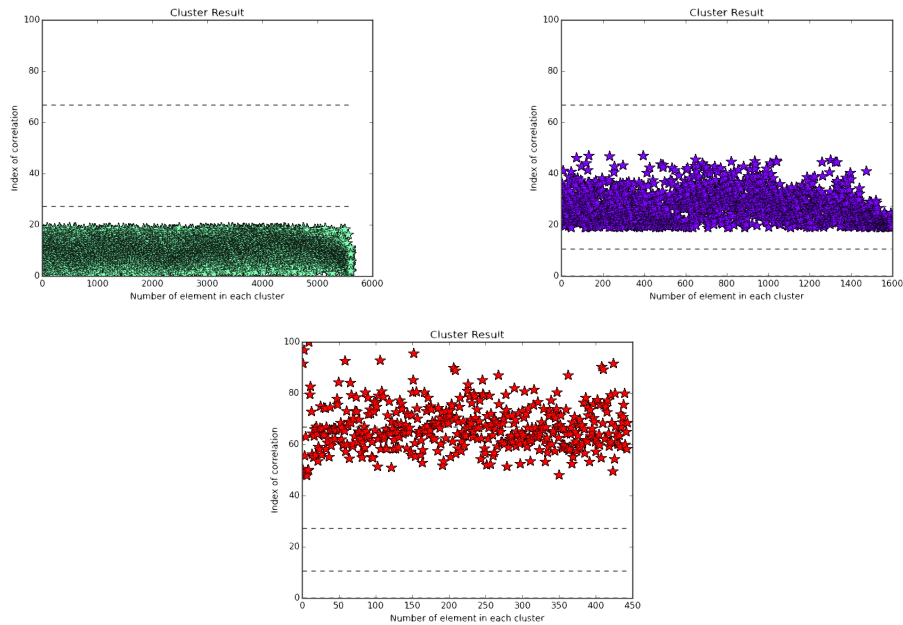 Cluster Result
100
80
60
40
20
0
Index of correlation
0 1000 2000 3000 4000 5000 6000
Number of element in each cluster
Cluster Result
100
80
60
40
20
0
Index of correlation
0 200 400 600 800 1000 1200 1400 1600
Number of element in each cluster
Cluster Result
100
80
60
40
20
0
Index of correlation
0 50 100 150 200 250 300 350 400 450
Number of element in each cluster